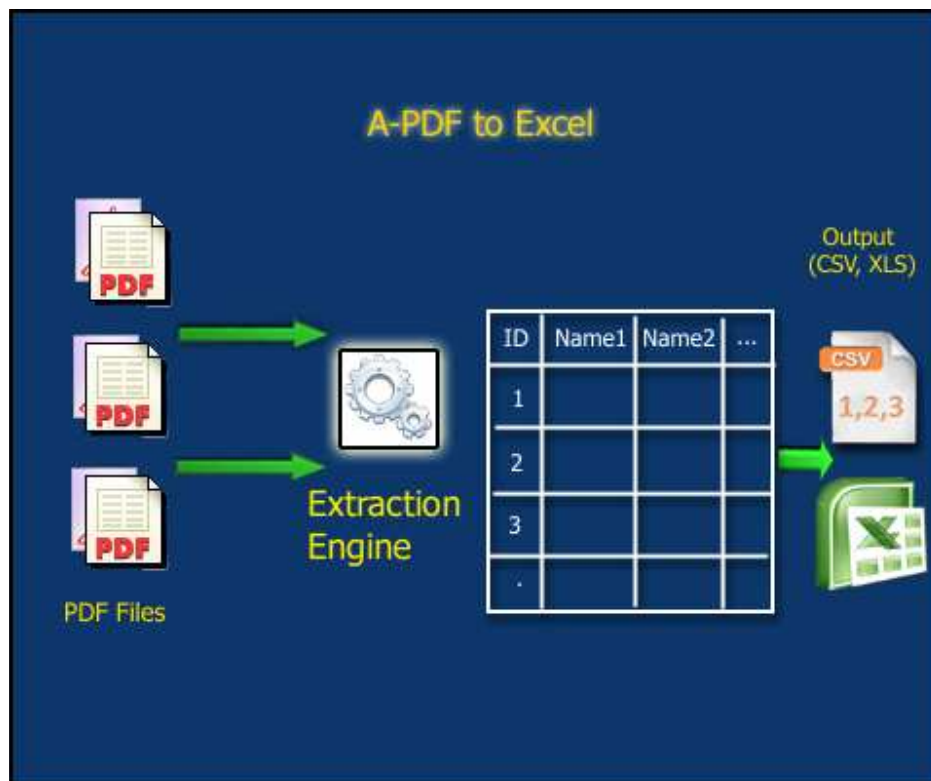 A-PDF to Excel
PDF
PDF
PDF
PDF Files
Extraction
Engine
ID Name1 Name2 ...
1
2
3
.
Output
(CSV, XLS)
CSV
1,2,3
X